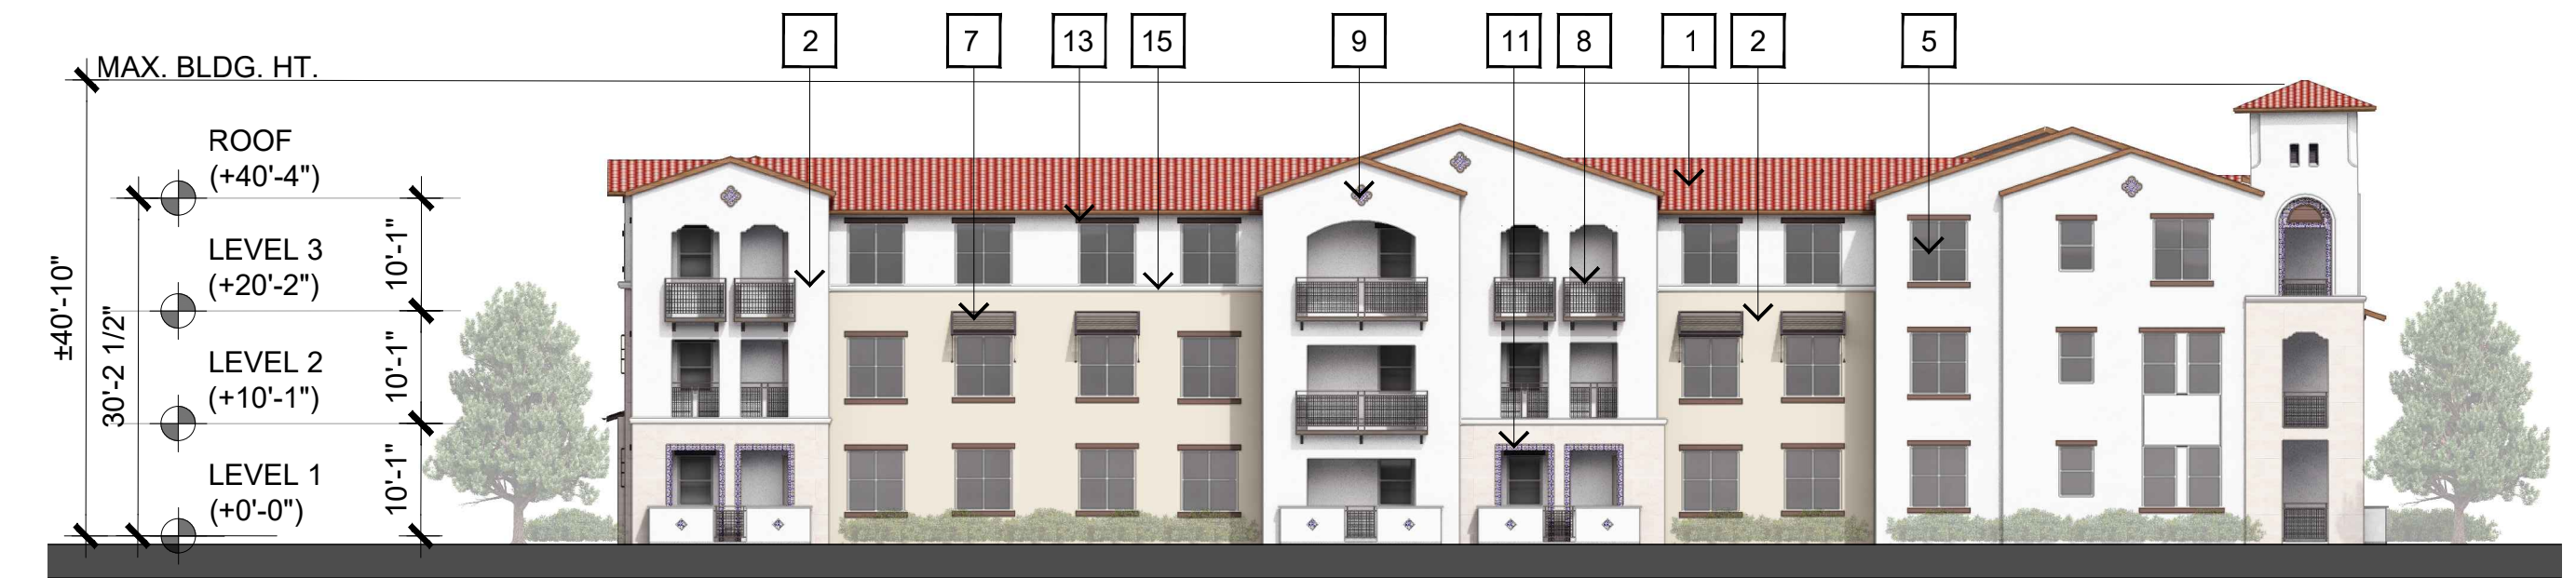 2 7 13 15 9 11 8 1 2 5
MAX. BLDG. HT.
ROOF
(+40'-4")
LEVEL 3
(+20'-2")
LEVEL 2
(+10'-1")
LEVEL 1
(+0'-0")
±40'-10"
30'-2 1/2"
10'-1"
10'-1"
10'-1"